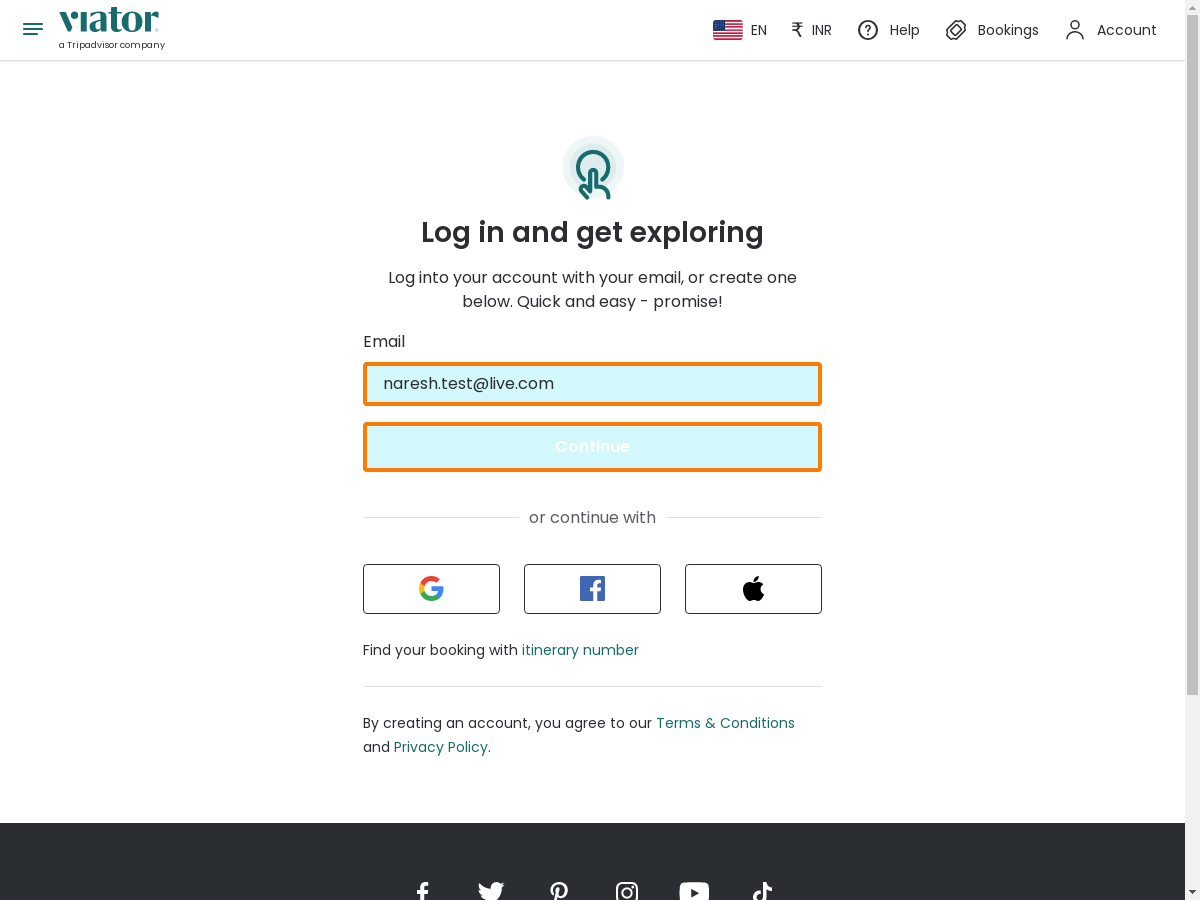 viator
a Tripadvisor company
EN
₹ INR
Help
Bookings
Account
Log in and get exploring
Log into your account with your email, or create one
below. Quick and easy - promise!
Email
naresh.test@live.com
Continue
or continue with
Find your booking with itinerary number
By creating an account, you agree to our Terms & Conditions
and Privacy Policy.